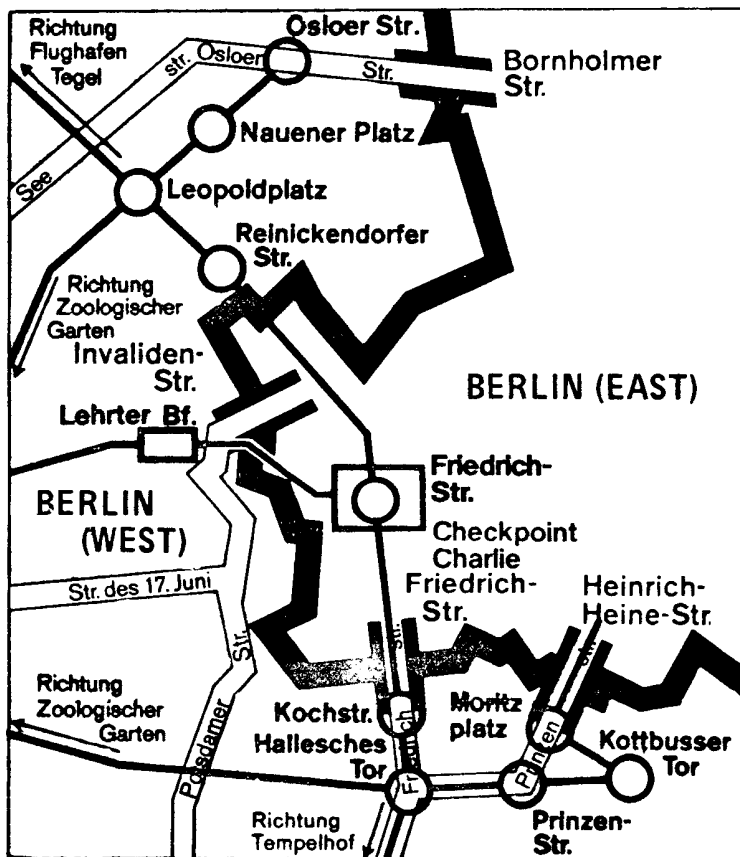 Richtung
Flughafen
Tegel
Osloer Str.
str. Osloer
Str.
Bornholmer
Str.
Nauener Platz
See
Leopoldplatz
Reinickendorfer
Str.
Richtung
Zoologischer
Garten
Invaliden-
Str.
BERLIN (EAST)
Lehrter Bf.
Friedrich-
Str.
BERLIN
(WEST)
Checkpoint
Charlie
Friedrich-
Str.
Heinrich-
Heine-Str.
Str. des 17. Juni
Str.
Str.
Richtung
Zoologischer
Garten
Potsdamer
Kochstr.
Moritz
platz
Hallesches
Tor
Prinzen
Kottbusser
Tor
Richtung
Tempelhof
Prinzen-
Str.